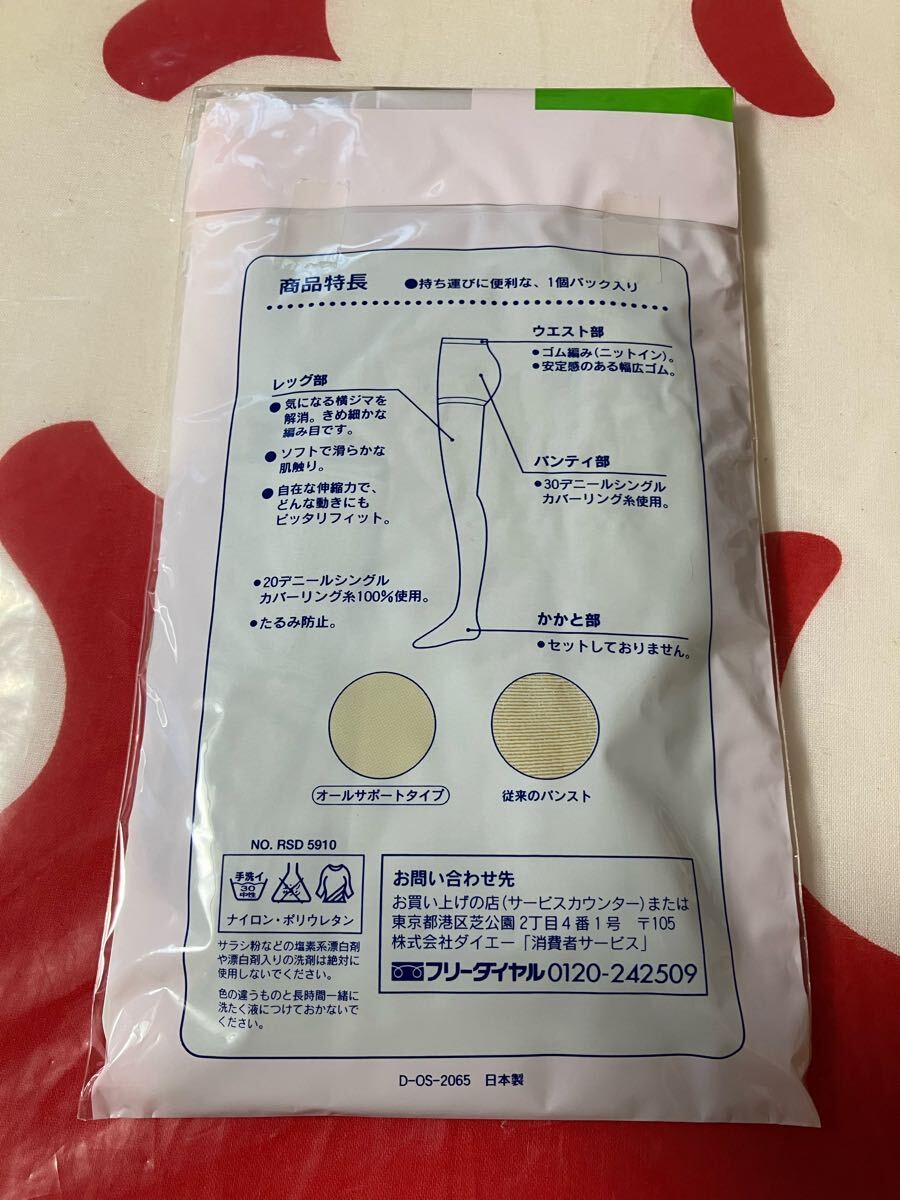 商品特長
●持ち運びに便利な、1個パック入り
ウエスト部
●ゴム編み(ニットイン)。
●安定感のある幅広ゴム。
レッグ部
●気になる横ジマを
解消。きめ細かな
編み目です。
●ソフトで滑らかな
肌触り。
●自在な伸縮力で、
どんな動きにも
ピッタリフィット。
パンティ部
●30デニールシングル
カバーリング糸使用。
●20デニールシングル
カバーリング糸100%使用。
●たるみ防止。
かかと部
●セットしておりません。
オールサポートタイプ
従来のパンスト
NO. RSD 5910
手洗イ
30
中性
ナイロン・ポリウレタン
サラシ粉などの塩素系漂白剤
や漂白剤入りの洗剤は絶対に
使用しないでください。
色の違うものと長時間一緒に
洗たく液につけておかないで
ください。
お問い合わせ先
お買い上げの店(サービスカウンター)または
東京都港区芝公園2丁目4番1号 〒105
株式会社ダイエー「消費者サービス」
フリーダイヤル0120-242509
D-OS-2065 日本製